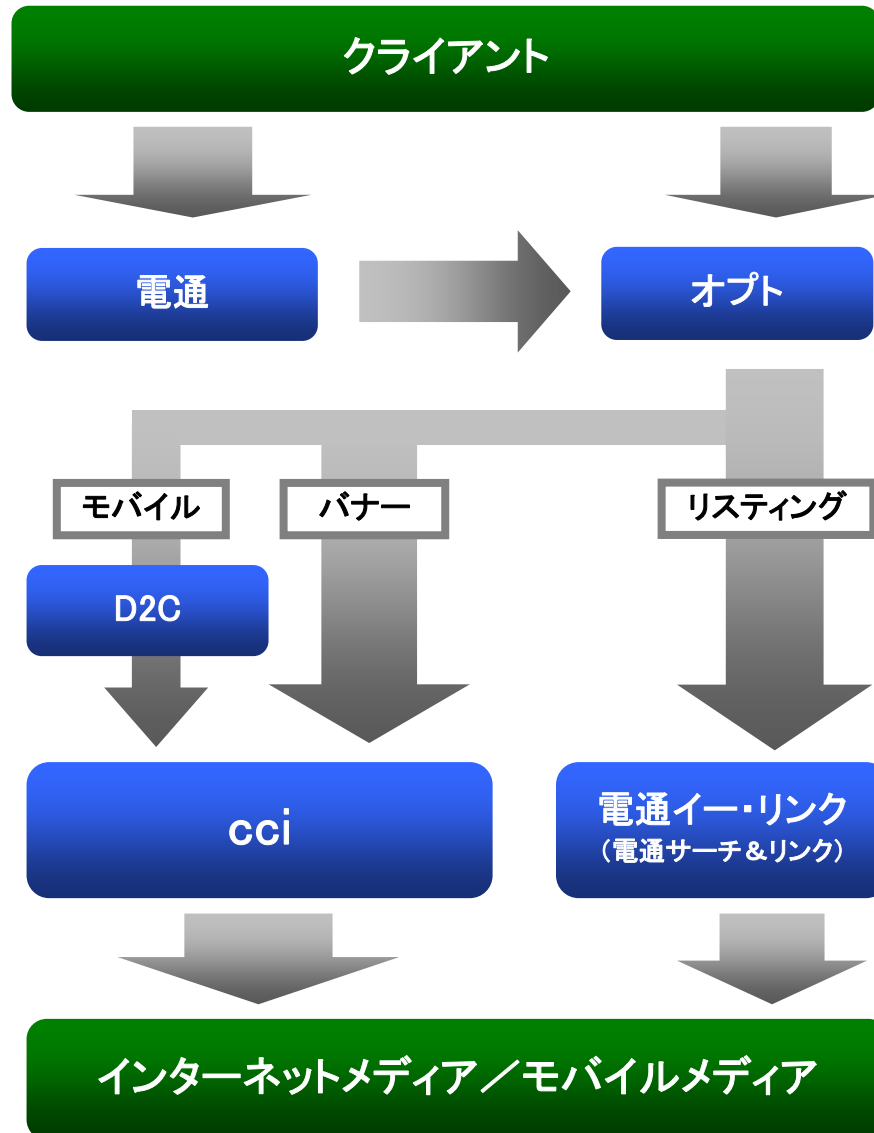 クライアント
電通
オプト
モバイル
バナー
リスティング
D2C
cci
電通イー・リンク
（電通サーチ＆リンク）
インターネットメディア／モバイルメディア